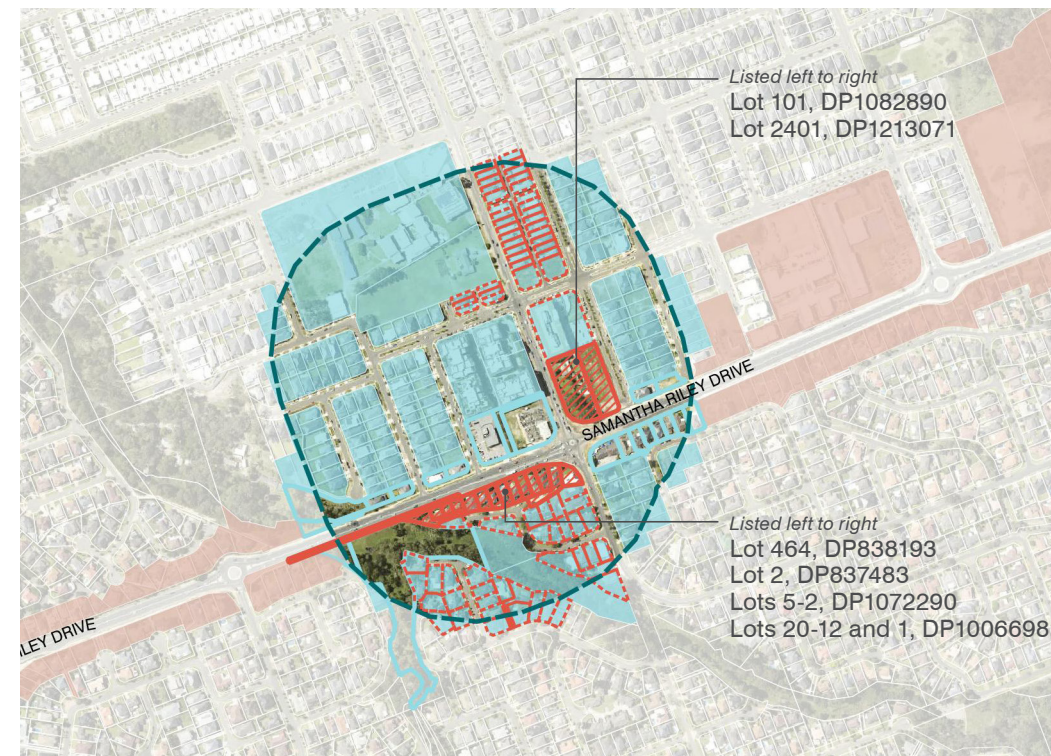 Listed left to right
Lot 101, DP1082890
Lot 2401, DP1213071
SAMANTHA RILEY DRIVE
Listed left to right
Lot 464, DP838193
Lot 2, DP837483
Lots 5-2, DP1072290
Lots 20-12 and 1, DP1006698
ILEY DRIVE